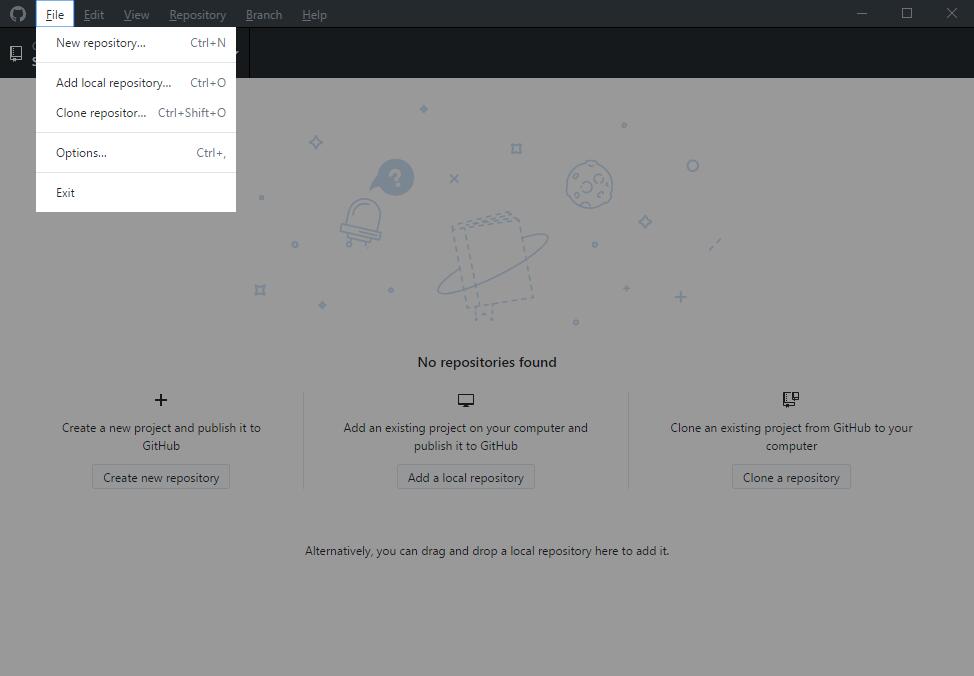 File Edit View Repository Branch Help
New repository... Ctrl+N
Add local repository... Ctrl+O
Clone repositor... Ctrl+Shift+O
Options... Ctrl+,
Exit
?
No repositories found
Create a new project and publish it to
GitHub
Create new repository
Add an existing project on your computer and
publish it to GitHub
Add a local repository
Clone an existing project from GitHub to your
computer
Clone a repository
Alternatively, you can drag and drop a local repository here to add it.